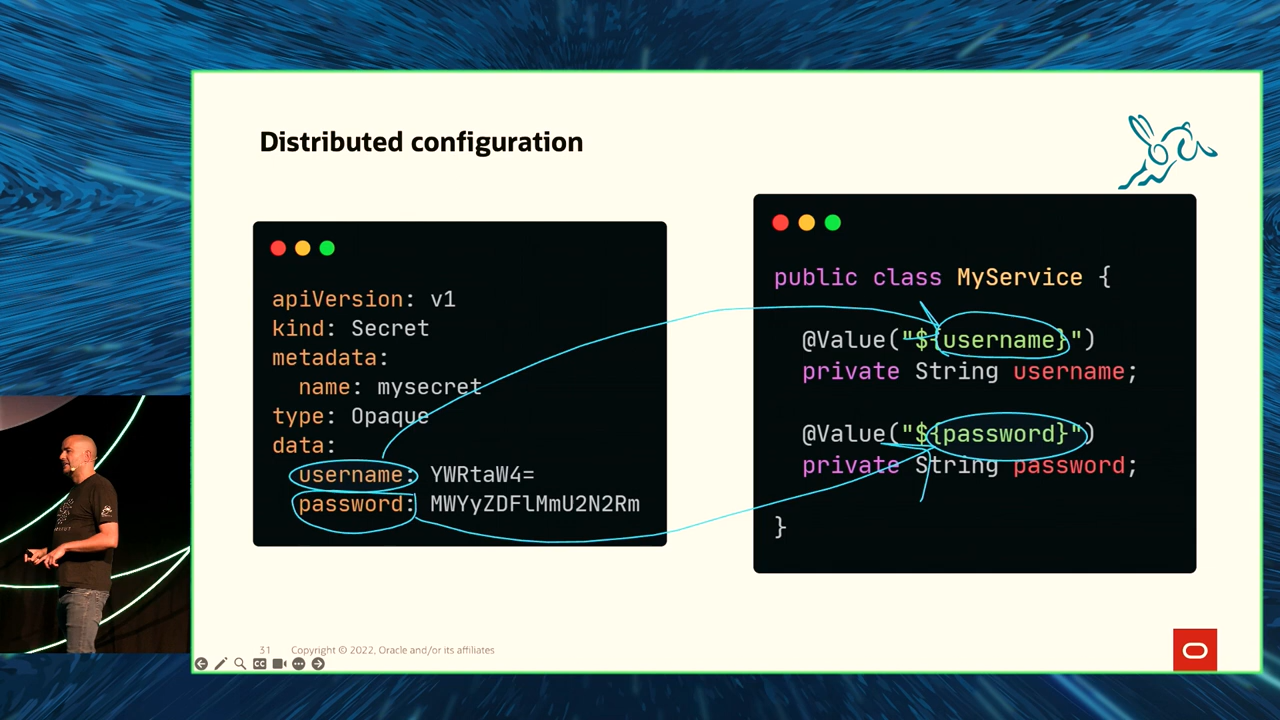 Distributed configuration
apiVersion: v1
kind: Secret
metadata:
  name: mysecret
type: Opaque
data:
  username: YWRtaW4=
  password: MWYyZDFlMmU2N2Rm
public class MyService {
  @Value("${username}")
  private String username;
  @Value("${password}")
  private String password;
}
31 Copyright © 2022, Oracle and/or its affiliates
CC